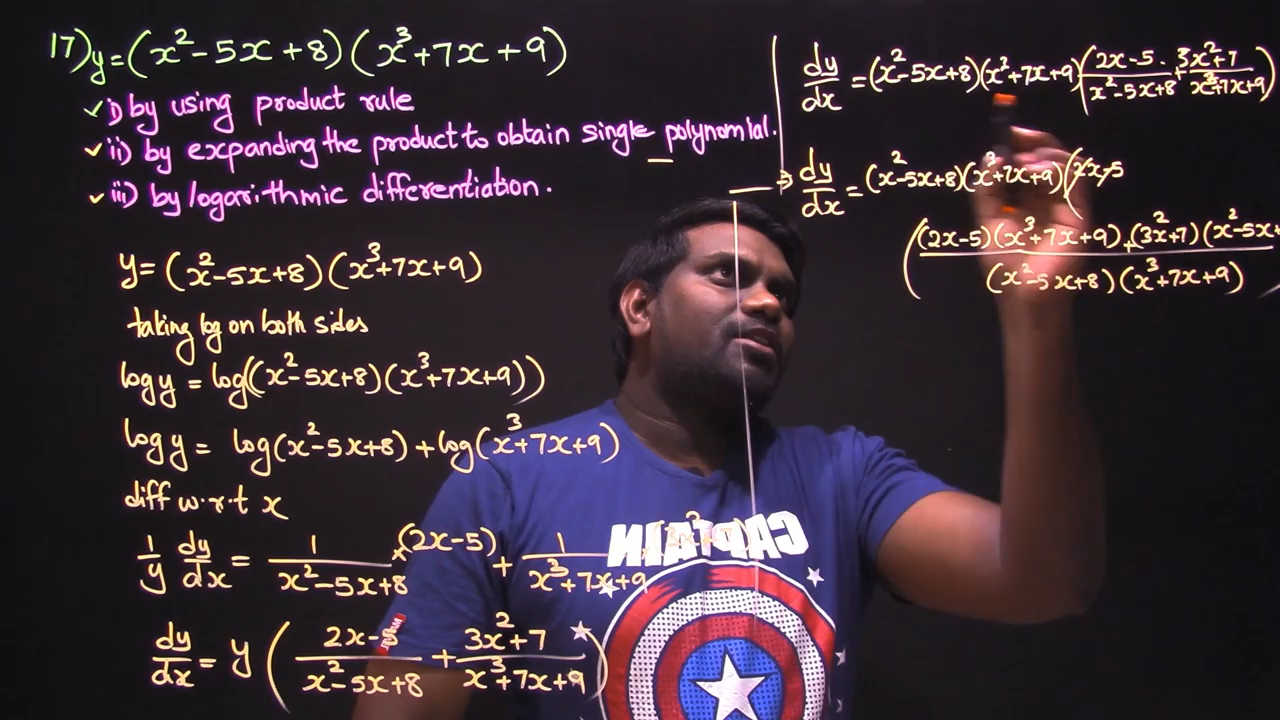 17) y=(x²-5x+8)(x³+7x+9)
✓ i) by using product rule
✓ ii) by expanding the product to obtain single polynomial.
✓ iii) by logarithmic differentiation.
y=(x²-5x+8)(x³+7x+9)
taking log on both sides
log y = log((x²-5x+8)(x³+7x+9))
log y = log(x²-5x+8)+log(x³+7x+9)
diff w.r.t x
1/y dy/dx = 1/(x²-5x+8) × (2x-5) + 1/(x³+7x+9) × (3x²+7)
dy/dx = y ( (2x-5)/(x²-5x+8) + (3x²+7)/(x³+7x+9) )
dy/dx = (x²-5x+8)(x²+7x+9)( (2x-5)/(x²-5x+8) + (3x²+7)/(x³+7x+9) )
⇒ dy/dx = (x²-5x+8)(x³+7x+9)(
( ((2x-5)(x³+7x+9)+(3x²+7)(x²-5x+ / (x²-5x+8)(x³+7x+9)
CAPTAIN